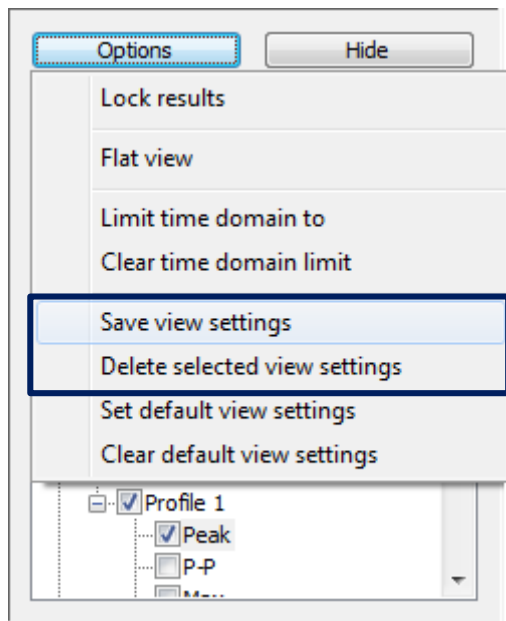 Options Hide
Lock results
Flat view
Limit time domain to
Clear time domain limit
Save view settings
Delete selected view settings
Set default view settings
Clear default view settings
Profile 1
Peak
P-P